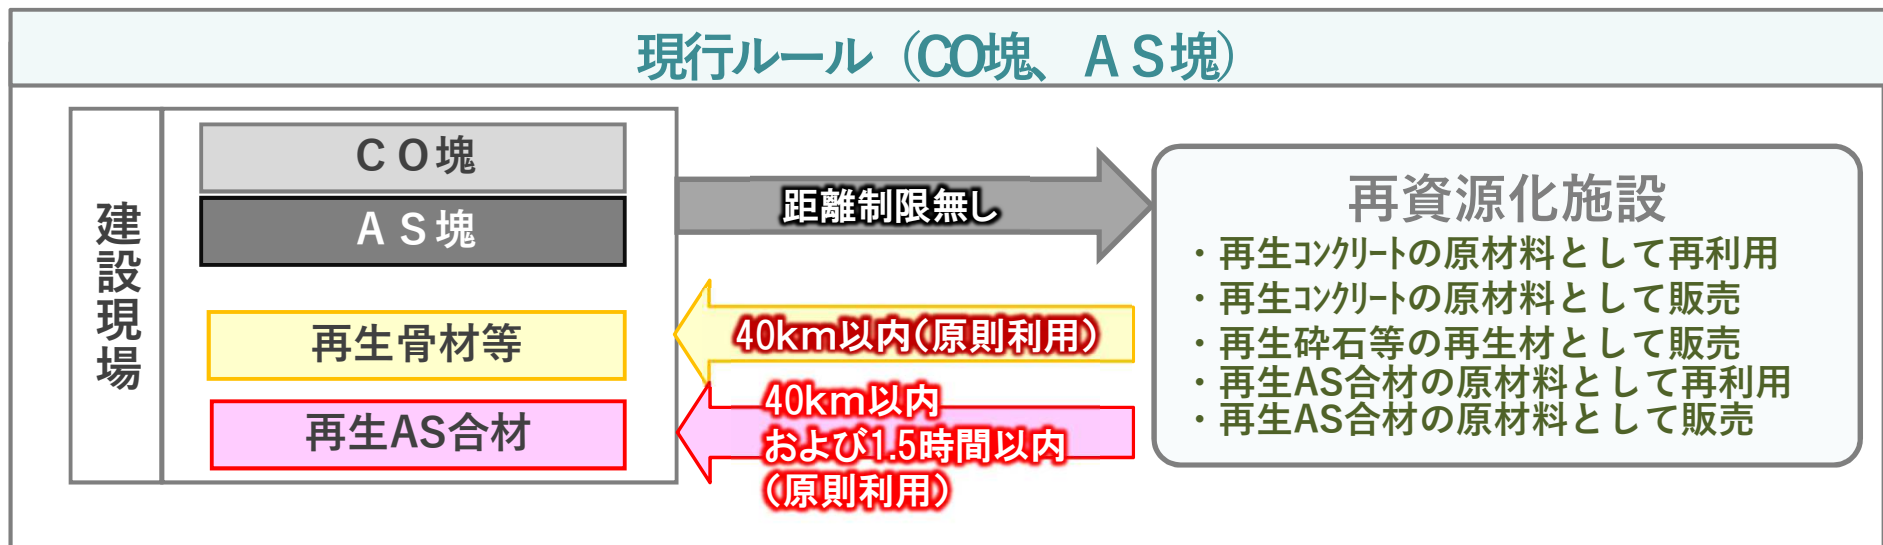 現行ルール（CO塊、ＡＳ塊）
建設現場
ＣＯ塊
ＡＳ塊
再生骨材等
再生AS合材
距離制限無し
40ｋｍ以内（原則利用）
40ｋｍ以内
および1.5時間以内
（原則利用）
再資源化施設
・再生ｺﾝｸﾘｰﾄの原材料として再利用
・再生ｺﾝｸﾘｰﾄの原材料として販売
・再生砕石等の再生材として販売
・再生AS合材の原材料として再利用
・再生AS合材の原材料として販売